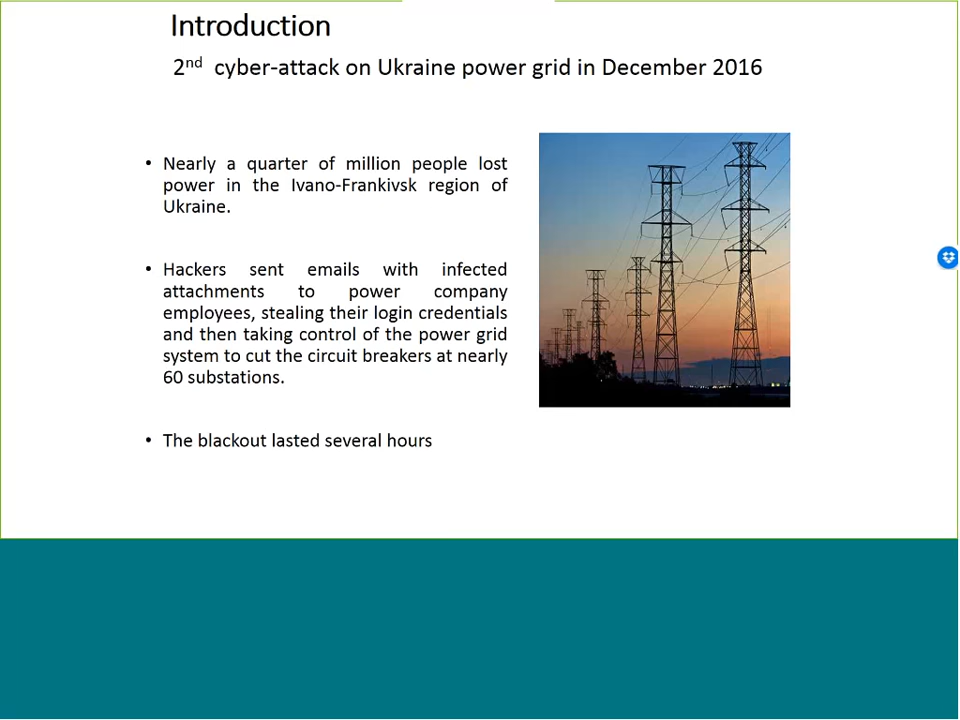 Introduction
2nd cyber-attack on Ukraine power grid in December 2016
• Nearly a quarter of million people lost
power in the Ivano-Frankivsk region of
Ukraine.
• Hackers sent emails with infected
attachments to power company
employees, stealing their login credentials
and then taking control of the power grid
system to cut the circuit breakers at nearly
60 substations.
• The blackout lasted several hours